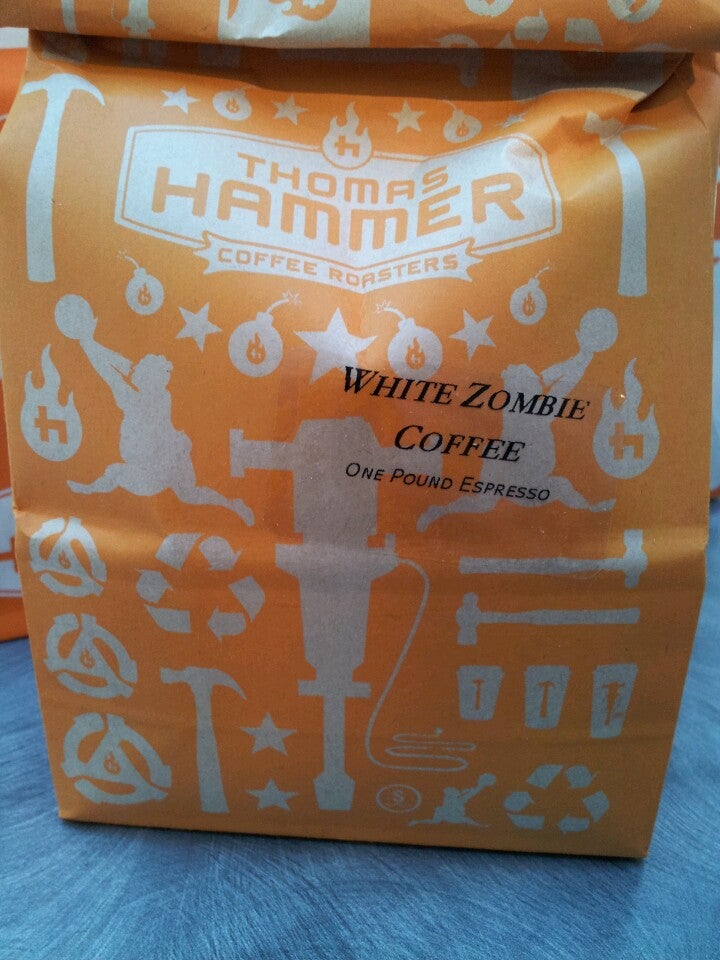 THOMAS
HAMMER
COFFEE ROASTERS
WHITE ZOMBIE
COFFEE
ONE POUND ESPRESSO
S